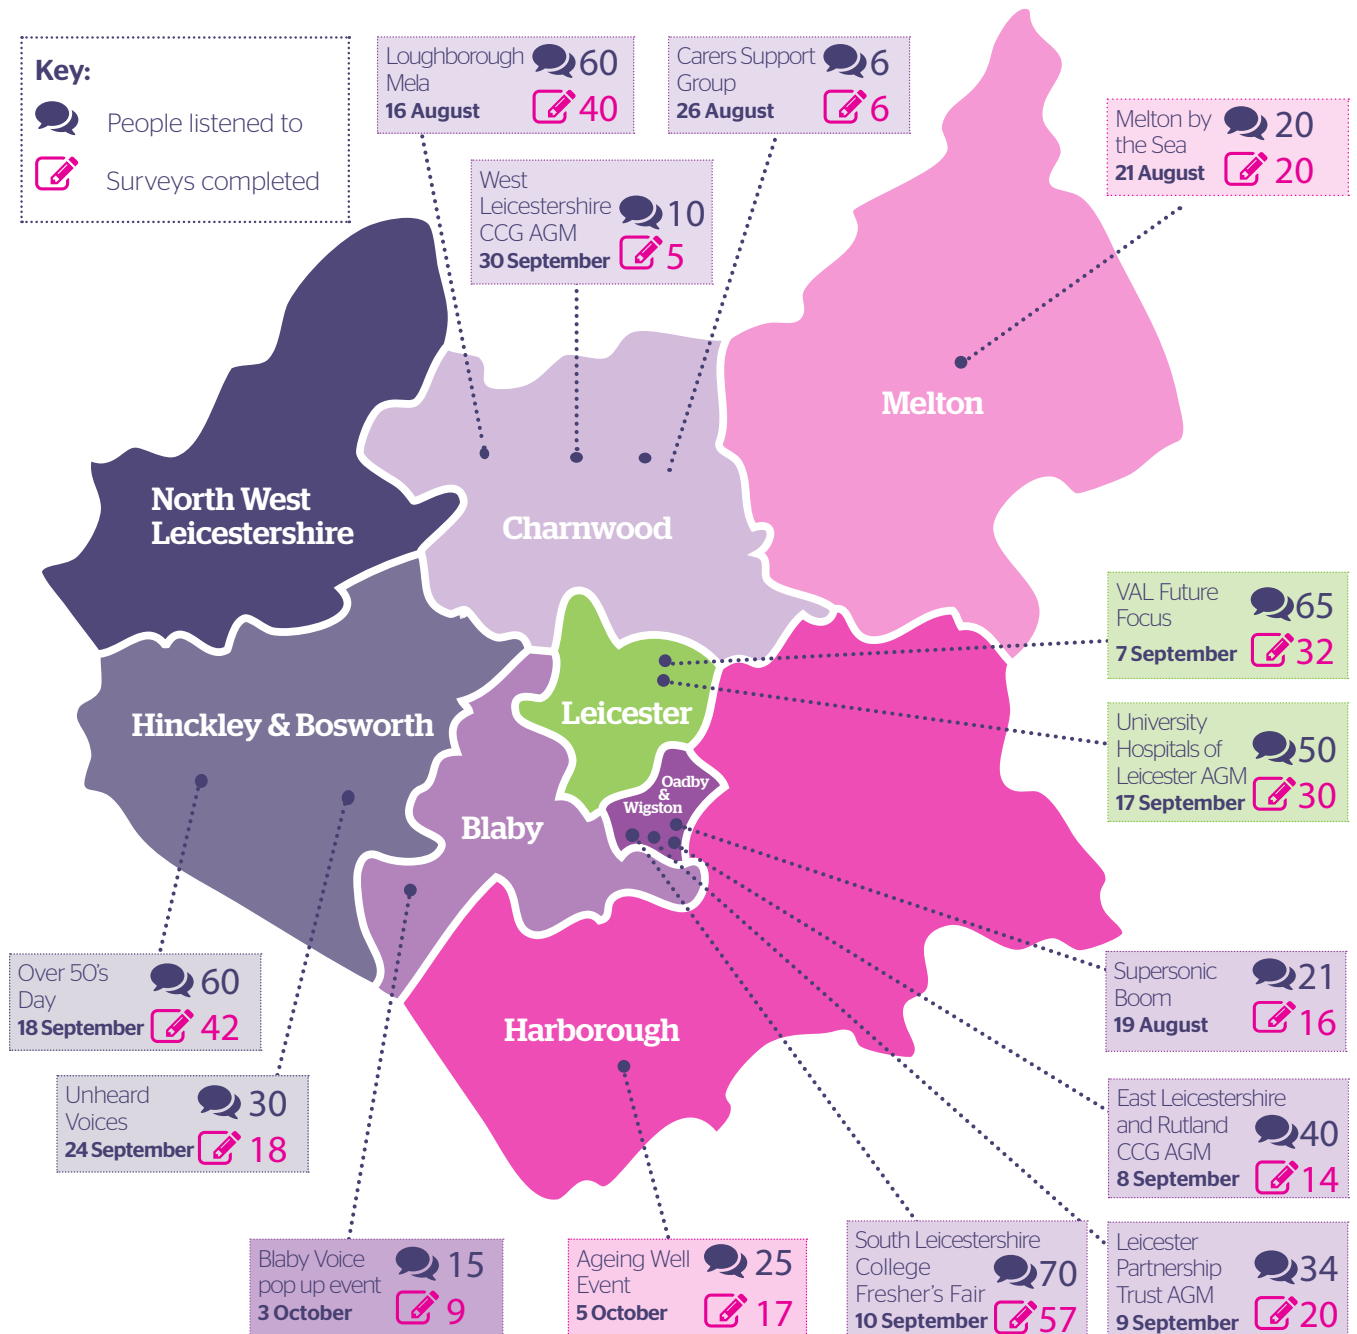 Key:
People listened to
Surveys completed
Loughborough
Mela
16 August
60
40
Carers Support
Group
26 August
6
6
West
Leicestershire
CCG AGM
30 September
10
5
Melton by
the Sea
21 August
20
20
North West
Leicestershire
Charnwood
Melton
Hinckley & Bosworth
Leicester
Oadby
&
Wigston
Blaby
Harborough
VAL Future
Focus
7 September
65
32
University
Hospitals of
Leicester AGM
17 September
50
30
Over 50's
Day
18 September
60
42
Unheard
Voices
24 September
30
18
Supersonic
Boom
19 August
21
16
East Leicestershire
and Rutland
CCG AGM
8 September
40
14
Blaby Voice
pop up event
3 October
15
9
Ageing Well
Event
5 October
25
17
South Leicestershire
College
Fresher's Fair
10 September
70
57
Leicester
Partnership
Trust AGM
9 September
34
20